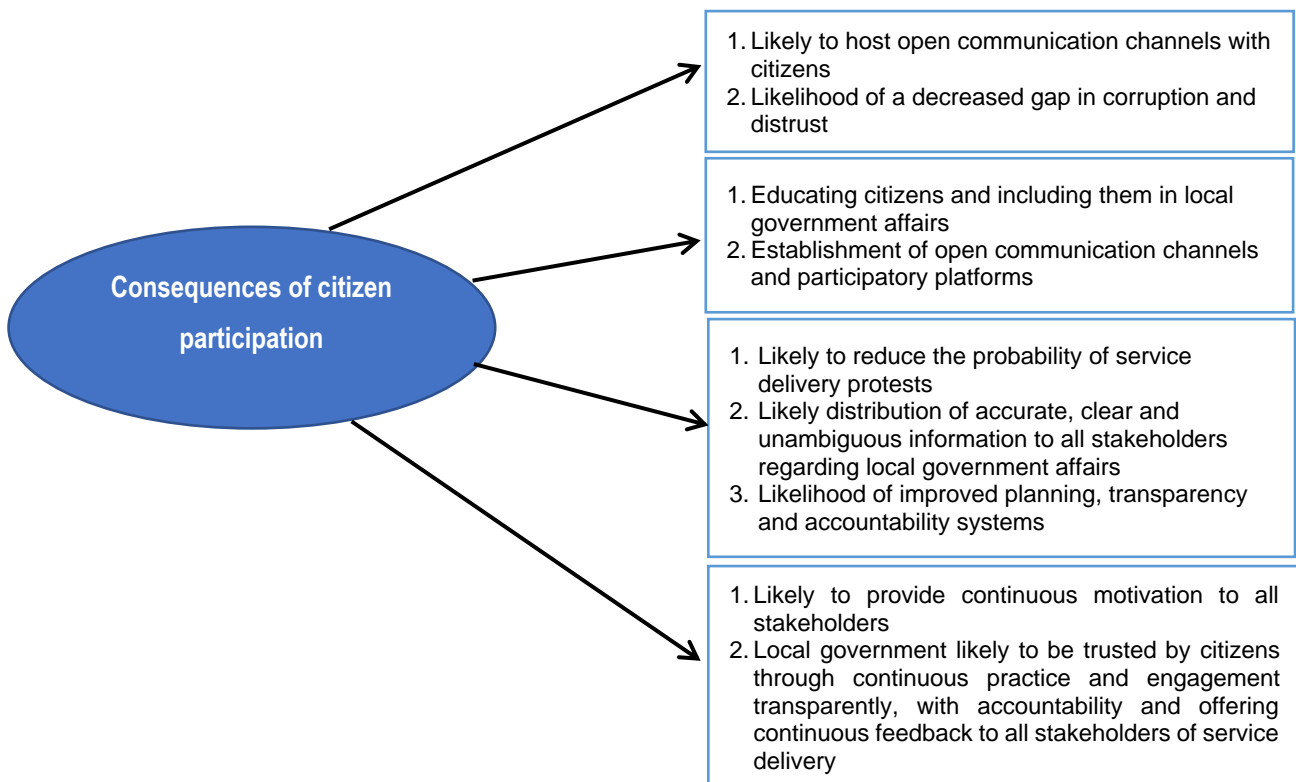 Consequences of citizen
participation
1. Likely to host open communication channels with
citizens
2. Likelihood of a decreased gap in corruption and
distrust
1. Educating citizens and including them in local
government affairs
2. Establishment of open communication channels
and participatory platforms
1. Likely to reduce the probability of service
delivery protests
2. Likely distribution of accurate, clear and
unambiguous information to all stakeholders
regarding local government affairs
3. Likelihood of improved planning, transparency
and accountability systems
1. Likely to provide continuous motivation to all
stakeholders
2. Local government likely to be trusted by citizens
through continuous practice and engagement
transparently, with accountability and offering
continuous feedback to all stakeholders of service
delivery